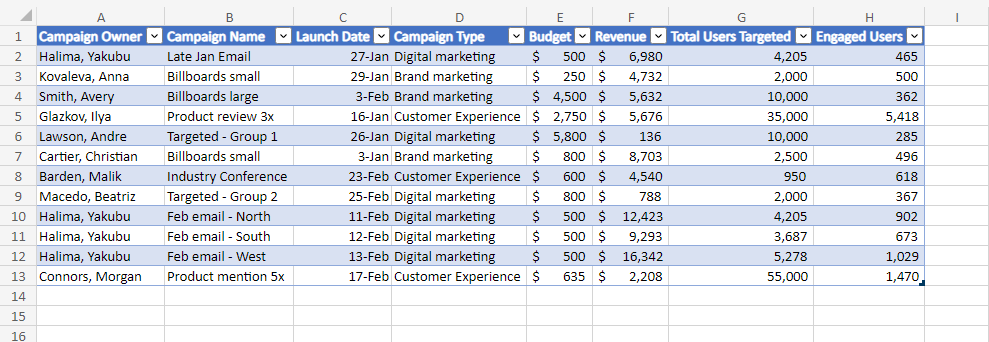 A B C D E F G H I
1 Campaign Owner Campaign Name Launch Date Campaign Type Budget Revenue Total Users Targeted Engaged Users
2 Halima, Yakubu Late Jan Email 27-Jan Digital marketing $ 500 $ 6,980 4,205 465
3 Kovaleva, Anna Billboards small 29-Jan Brand marketing $ 250 $ 4,732 2,000 500
4 Smith, Avery Billboards large 3-Feb Brand marketing $ 4,500 $ 5,632 10,000 362
5 Glazkov, Ilya Product review 3x 16-Jan Customer Experience $ 2,750 $ 5,676 35,000 5,418
6 Lawson, Andre Targeted - Group 1 26-Jan Digital marketing $ 5,800 $ 136 10,000 285
7 Cartier, Christian Billboards small 3-Jan Brand marketing $ 800 $ 8,703 2,500 496
8 Barden, Malik Industry Conference 23-Feb Customer Experience $ 600 $ 4,540 950 618
9 Macedo, Beatriz Targeted - Group 2 25-Feb Digital marketing $ 800 $ 788 2,000 367
10 Halima, Yakubu Feb email - North 11-Feb Digital marketing $ 500 $ 12,423 4,205 902
11 Halima, Yakubu Feb email - South 12-Feb Digital marketing $ 500 $ 9,293 3,687 673
12 Halima, Yakubu Feb email - West 13-Feb Digital marketing $ 500 $ 16,342 5,278 1,029
13 Connors, Morgan Product mention 5x 17-Feb Customer Experience $ 635 $ 2,208 55,000 1,470
14
15
16